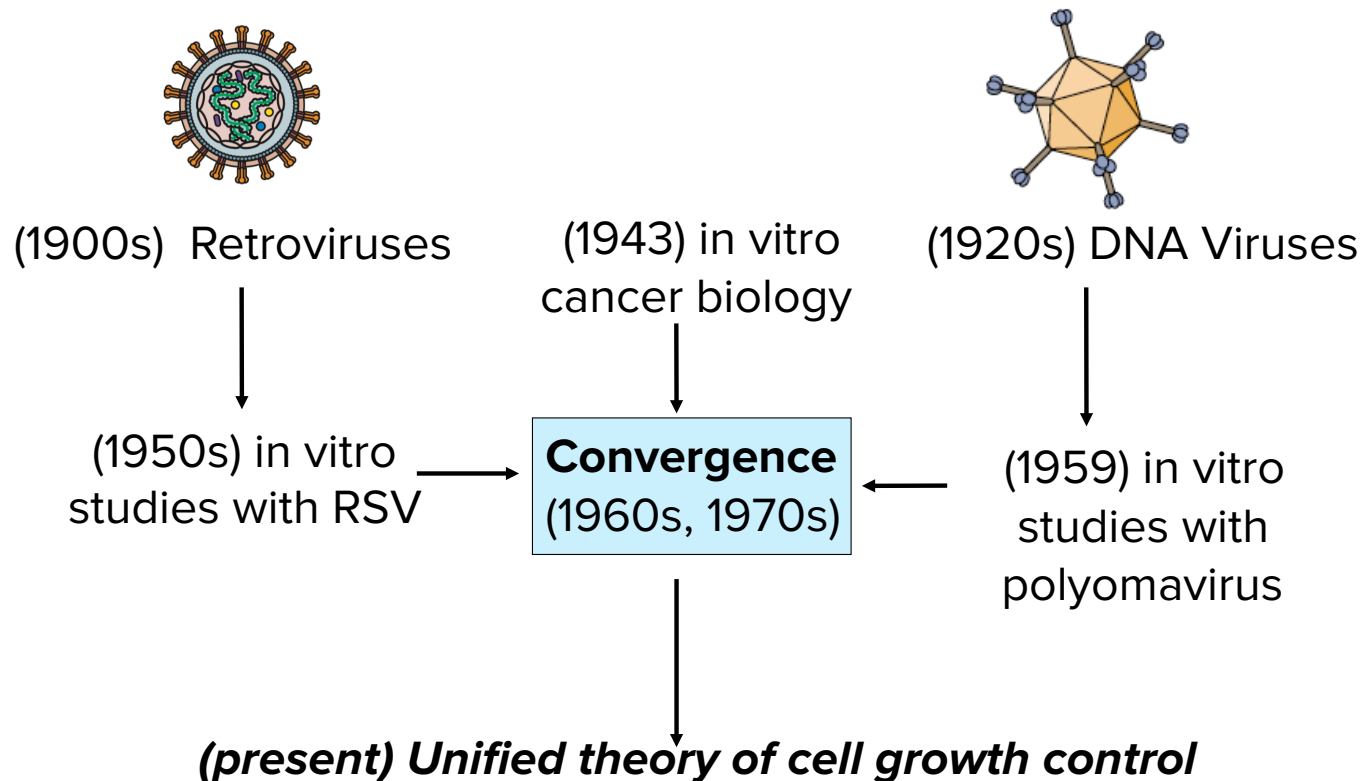 (1900s) Retroviruses
(1943) in vitro
cancer biology
(1920s) DNA Viruses
(1950s) in vitro
studies with RSV
Convergence
(1960s, 1970s)
(1959) in vitro
studies with
polyomavirus
(present) Unified theory of cell growth control